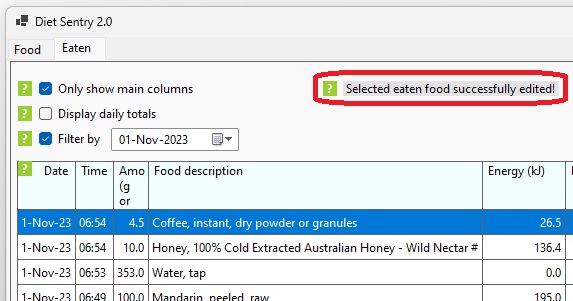 Diet Sentry 2.0
Food Eaten
? Only show main columns ? Selected eaten food successfully edited!
? Display daily totals
? Filter by 01-Nov-2023
? Date Time Amo (g or Food description Energy (kJ)
1-Nov-23 06:54 4.5 Coffee, instant, dry powder or granules 26.5
1-Nov-23 06:54 10.0 Honey, 100% Cold Extracted Australian Honey - Wild Nectar # 136.4
1-Nov-23 06:53 353.0 Water, tap 0.0
1-Nov-23 06:49 100.0 Mandarin, peeled, raw 195.0